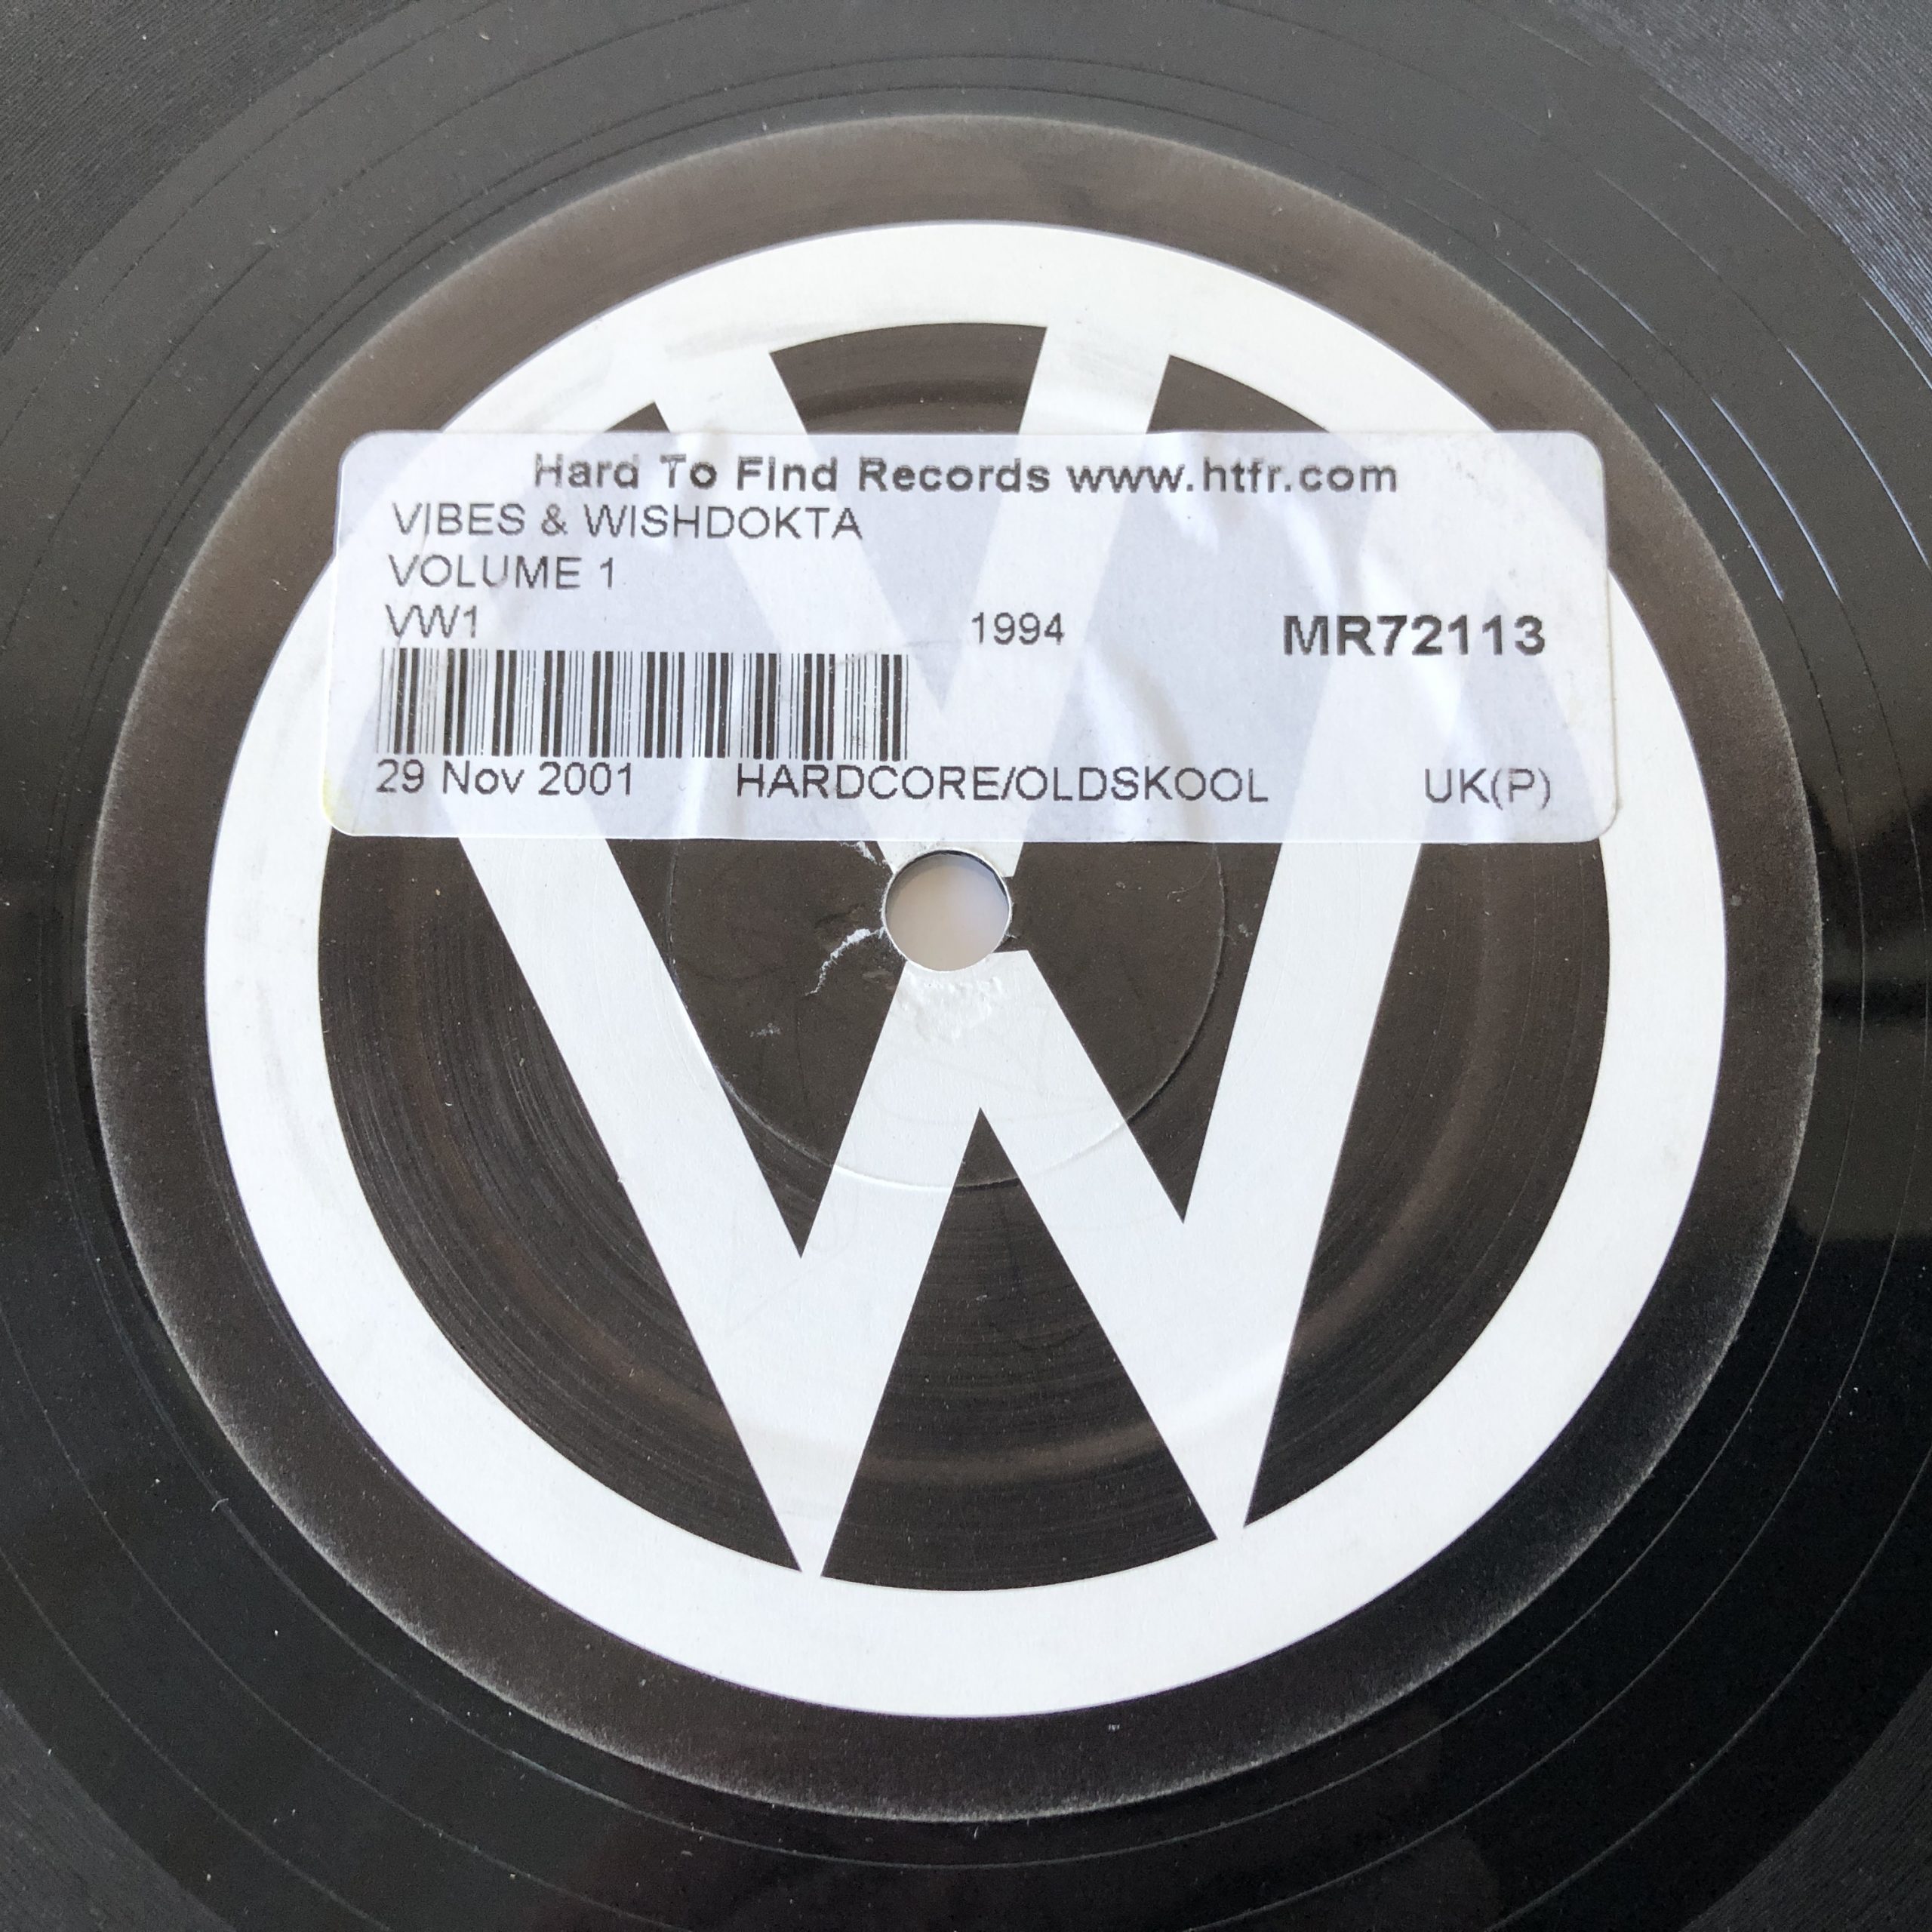 Hard To Find Records www.htfr.com
VIBES & WISHDOKTA
VOLUME 1
VW1 1994 MR72113
29 Nov 2001 HARDCORE/OLDSKOOL UK(P)
VW